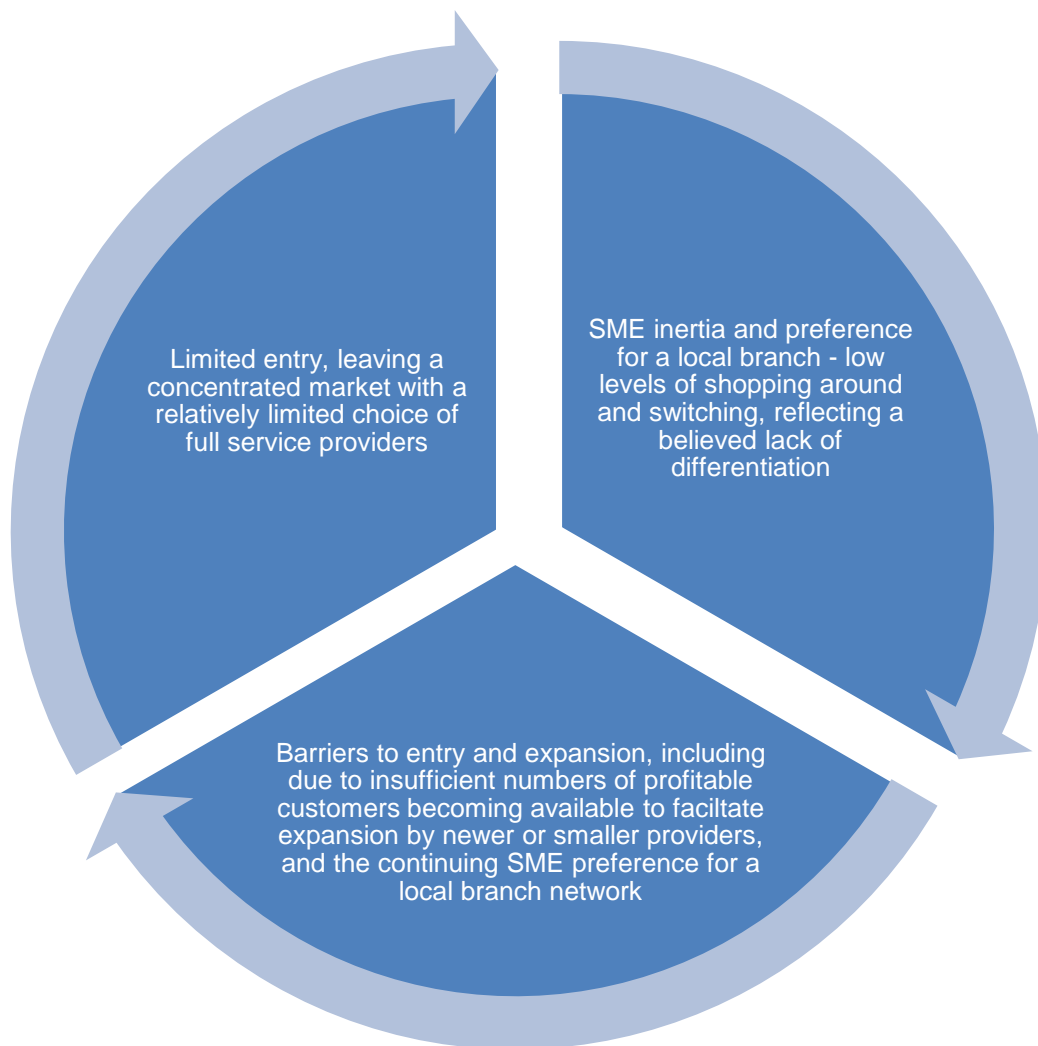 Limited entry, leaving a
concentrated market with a
relatively limited choice of
full service providers
SME inertia and preference
for a local branch - low
levels of shopping around
and switching, reflecting a
believed lack of
differentiation
Barriers to entry and expansion, including
due to insufficient numbers of profitable
customers becoming available to faciltate
expansion by newer or smaller providers,
and the continuing SME preference for a
local branch network